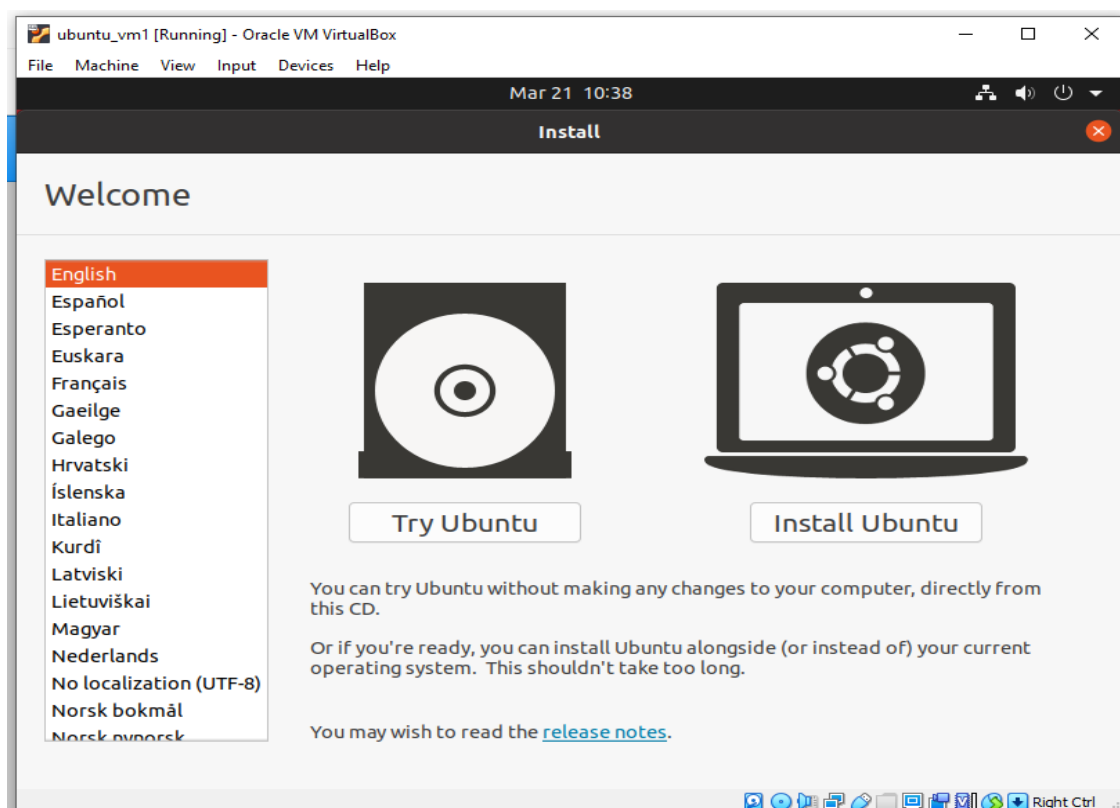 ubuntu_vm1 [Running] - Oracle VM VirtualBox
File Machine View Input Devices Help
Mar 21 10:38
Install
Welcome
English
Español
Esperanto
Euskara
Français
Gaeilge
Galego
Hrvatski
Íslenska
Italiano
Kurdî
Latviski
Lietuviškai
Magyar
Nederlands
No localization (UTF-8)
Norsk bokmål
Norsk nynorsk
Try Ubuntu
Install Ubuntu
You can try Ubuntu without making any changes to your computer, directly from
this CD.
Or if you're ready, you can install Ubuntu alongside (or instead of) your current
operating system. This shouldn't take too long.
You may wish to read the release notes.
Right Ctrl